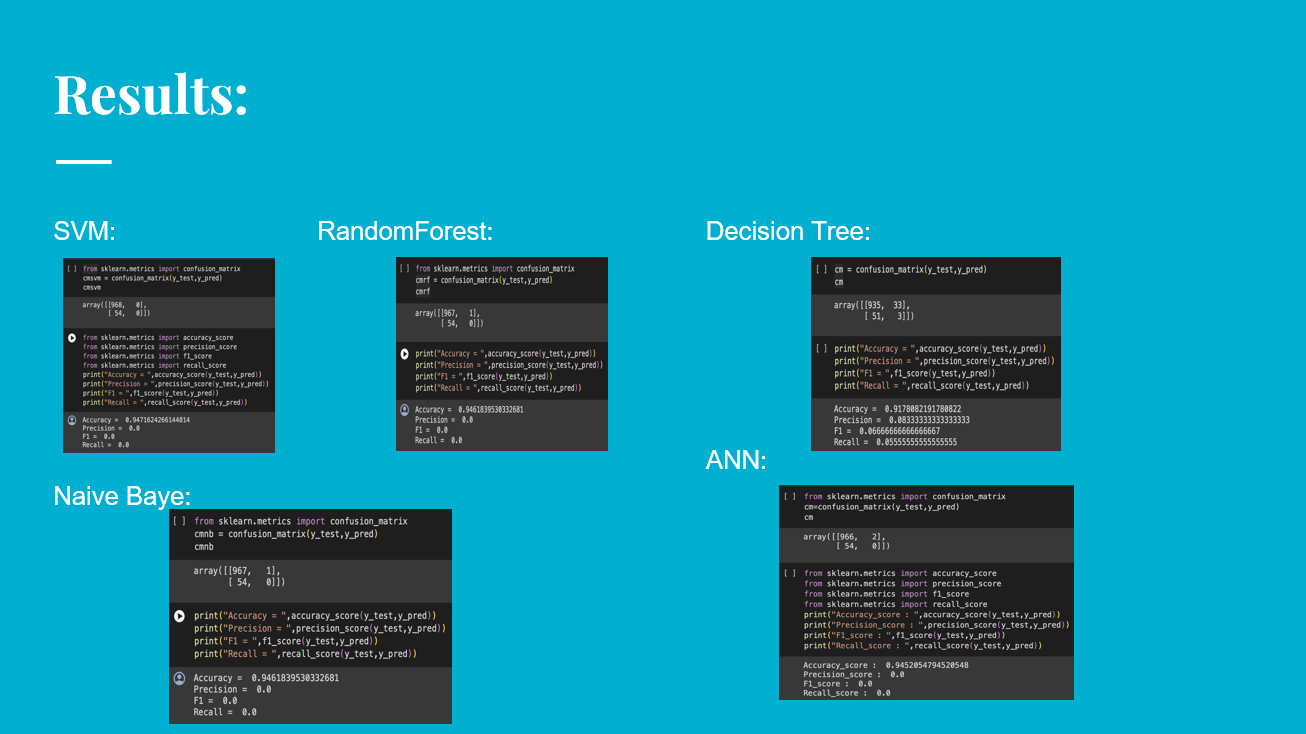 Results:
SVM:
[ ] from sklearn.metrics import confusion_matrix
cmsvm = confusion_matrix(y_test,y_pred)
cmsvm
array([[968, 0],
[ 54, 0]])
from sklearn.metrics import accuracy_score
from sklearn.metrics import precision_score
from sklearn.metrics import f1_score
from sklearn.metrics import recall_score
print("Accuracy = ",accuracy_score(y_test,y_pred))
print("Precision = ",precision_score(y_test,y_pred))
print("F1 = ",f1_score(y_test,y_pred))
print("Recall = ",recall_score(y_test,y_pred))
Accuracy = 0.9471624266144814
Precision = 0.0
F1 = 0.0
Recall = 0.0
RandomForest:
[ ] from sklearn.metrics import confusion_matrix
cmrf = confusion_matrix(y_test,y_pred)
cmrf
array([[967, 1],
[ 54, 0]])
print("Accuracy = ",accuracy_score(y_test,y_pred))
print("Precision = ",precision_score(y_test,y_pred))
print("F1 = ",f1_score(y_test,y_pred))
print("Recall = ",recall_score(y_test,y_pred))
Accuracy = 0.9461839530332681
Precision = 0.0
F1 = 0.0
Recall = 0.0
Decision Tree:
[ ] cm = confusion_matrix(y_test,y_pred)
cm
array([[935, 33],
[ 51, 3]])
[ ] print("Accuracy = ",accuracy_score(y_test,y_pred))
print("Precision = ",precision_score(y_test,y_pred))
print("F1 = ",f1_score(y_test,y_pred))
print("Recall = ",recall_score(y_test,y_pred))
Accuracy = 0.9178082191780822
Precision = 0.08333333333333333
F1 = 0.06666666666666667
Recall = 0.05555555555555555
Naive Baye:
[ ] from sklearn.metrics import confusion_matrix
cmnb = confusion_matrix(y_test,y_pred)
cmnb
array([[967, 1],
[ 54, 0]])
print("Accuracy = ",accuracy_score(y_test,y_pred))
print("Precision = ",precision_score(y_test,y_pred))
print("F1 = ",f1_score(y_test,y_pred))
print("Recall = ",recall_score(y_test,y_pred))
Accuracy = 0.9461839530332681
Precision = 0.0
F1 = 0.0
Recall = 0.0
ANN:
[ ] from sklearn.metrics import confusion_matrix
cm=confusion_matrix(y_test,y_pred)
cm
array([[966, 2],
[ 54, 0]])
[ ] from sklearn.metrics import accuracy_score
from sklearn.metrics import precision_score
from sklearn.metrics import f1_score
from sklearn.metrics import recall_score
print("Accuracy_score : ",accuracy_score(y_test,y_pred))
print("Precision_score : ",precision_score(y_test,y_pred))
print("F1_score : ",f1_score(y_test,y_pred))
print("Recall_score : ",recall_score(y_test,y_pred))
Accuracy_score : 0.9452054794520548
Precision_score : 0.0
F1_score : 0.0
Recall_score : 0.0